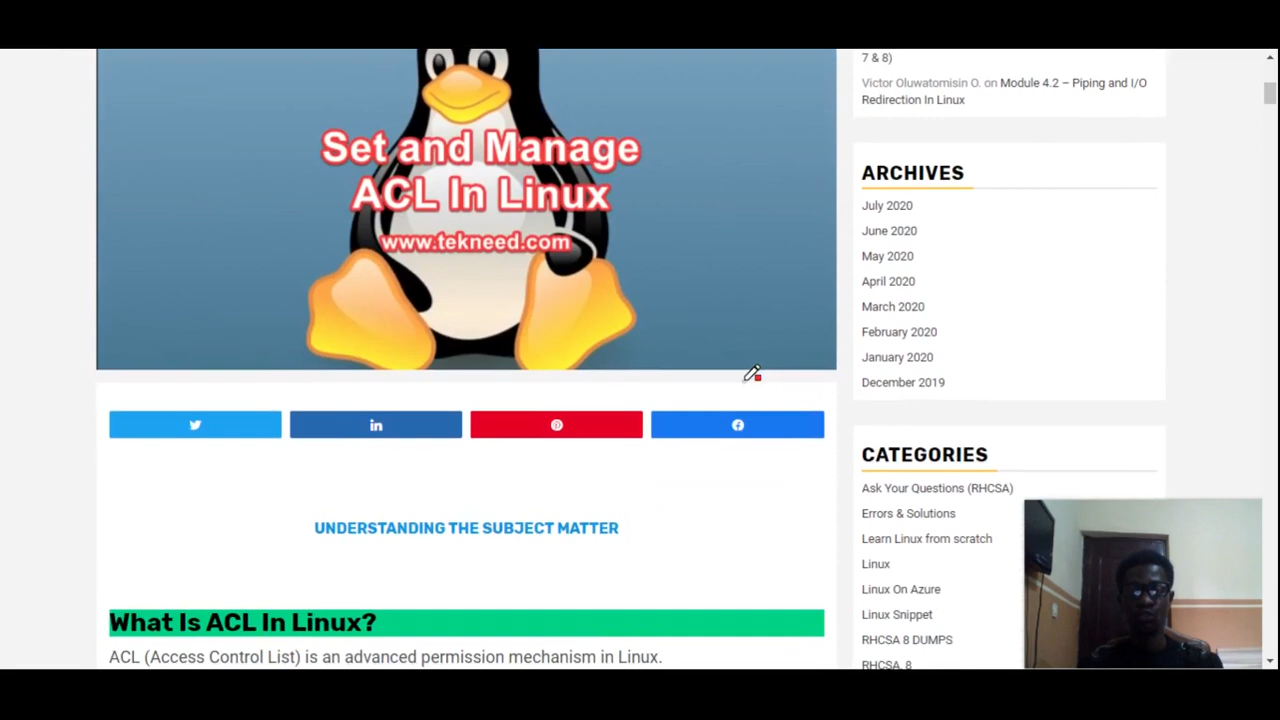 Set and Manage
ACL In Linux
www.tekneed.com
UNDERSTANDING THE SUBJECT MATTER
What Is ACL In Linux?
ACL (Access Control List) is an advanced permission mechanism in Linux.
7 & 8)
Victor Oluwatomisin O. on Module 4.2 – Piping and I/O
Redirection In Linux
ARCHIVES
July 2020
June 2020
May 2020
April 2020
March 2020
February 2020
January 2020
December 2019
CATEGORIES
Ask Your Questions (RHCSA)
Errors & Solutions
Learn Linux from scratch
Linux
Linux On Azure
Linux Snippet
RHCSA 8 DUMPS
RHCSA. 8